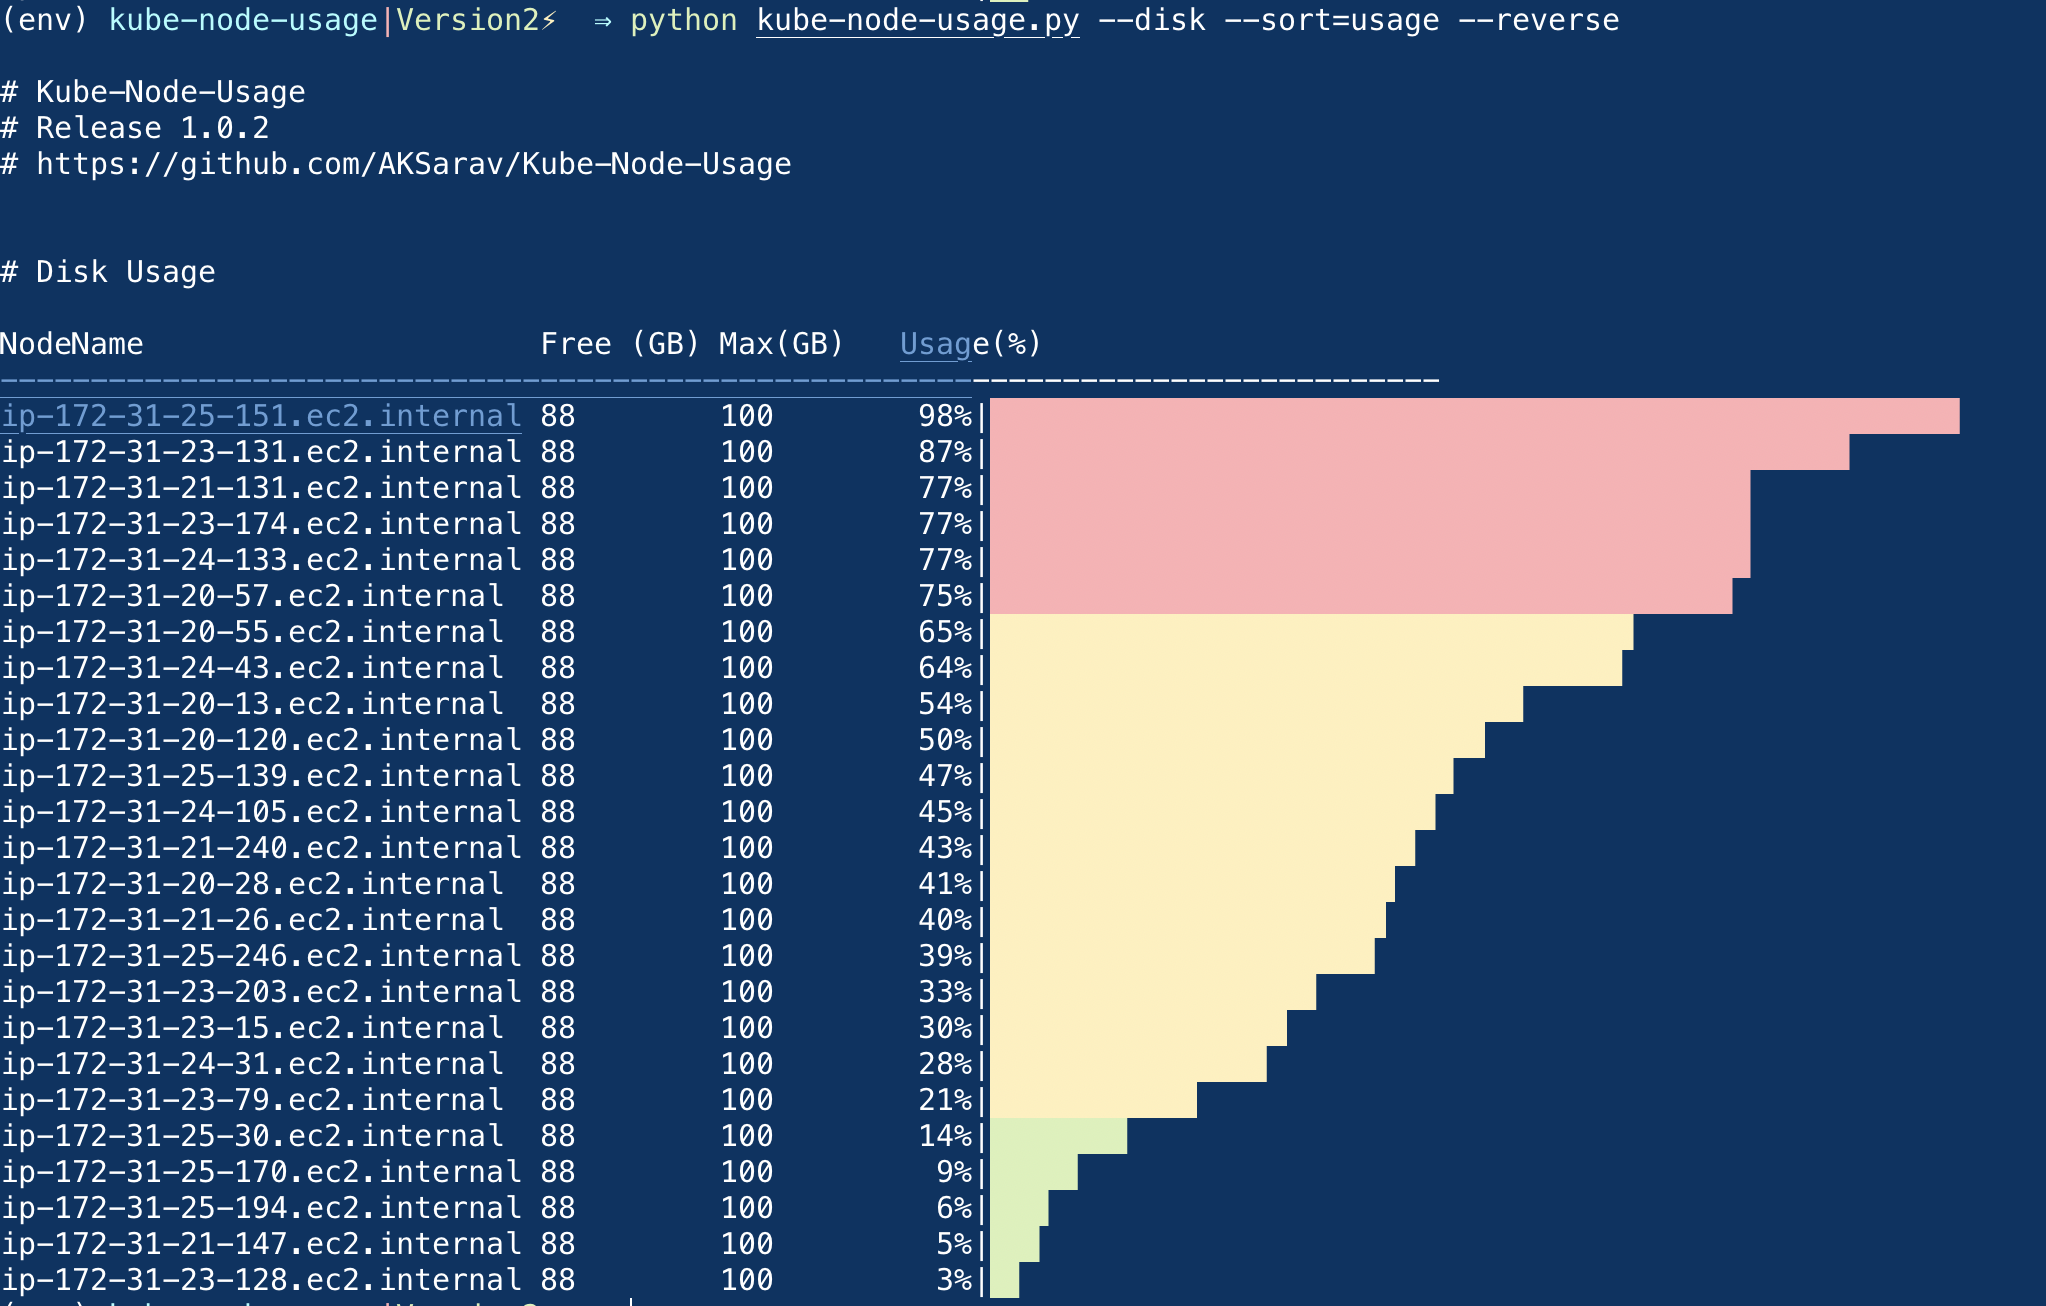 (env) kube-node-usage|Version2⚡ ⇒ python kube-node-usage.py --disk --sort=usage --reverse
# Kube-Node-Usage
# Release 1.0.2
# https://github.com/AKSarav/Kube-Node-Usage
# Disk Usage
NodeName Free (GB) Max(GB) Usage(%)
--------------------------------------------------------------------------------
ip-172-31-25-151.ec2.internal 88 100 98%|
ip-172-31-23-131.ec2.internal 88 100 87%|
ip-172-31-21-131.ec2.internal 88 100 77%|
ip-172-31-23-174.ec2.internal 88 100 77%|
ip-172-31-24-133.ec2.internal 88 100 77%|
ip-172-31-20-57.ec2.internal 88 100 75%|
ip-172-31-20-55.ec2.internal 88 100 65%|
ip-172-31-24-43.ec2.internal 88 100 64%|
ip-172-31-20-13.ec2.internal 88 100 54%|
ip-172-31-20-120.ec2.internal 88 100 50%|
ip-172-31-25-139.ec2.internal 88 100 47%|
ip-172-31-24-105.ec2.internal 88 100 45%|
ip-172-31-21-240.ec2.internal 88 100 43%|
ip-172-31-20-28.ec2.internal 88 100 41%|
ip-172-31-21-26.ec2.internal 88 100 40%|
ip-172-31-25-246.ec2.internal 88 100 39%|
ip-172-31-23-203.ec2.internal 88 100 33%|
ip-172-31-23-15.ec2.internal 88 100 30%|
ip-172-31-24-31.ec2.internal 88 100 28%|
ip-172-31-23-79.ec2.internal 88 100 21%|
ip-172-31-25-30.ec2.internal 88 100 14%|
ip-172-31-25-170.ec2.internal 88 100 9%|
ip-172-31-25-194.ec2.internal 88 100 6%|
ip-172-31-21-147.ec2.internal 88 100 5%|
ip-172-31-23-128.ec2.internal 88 100 3%|